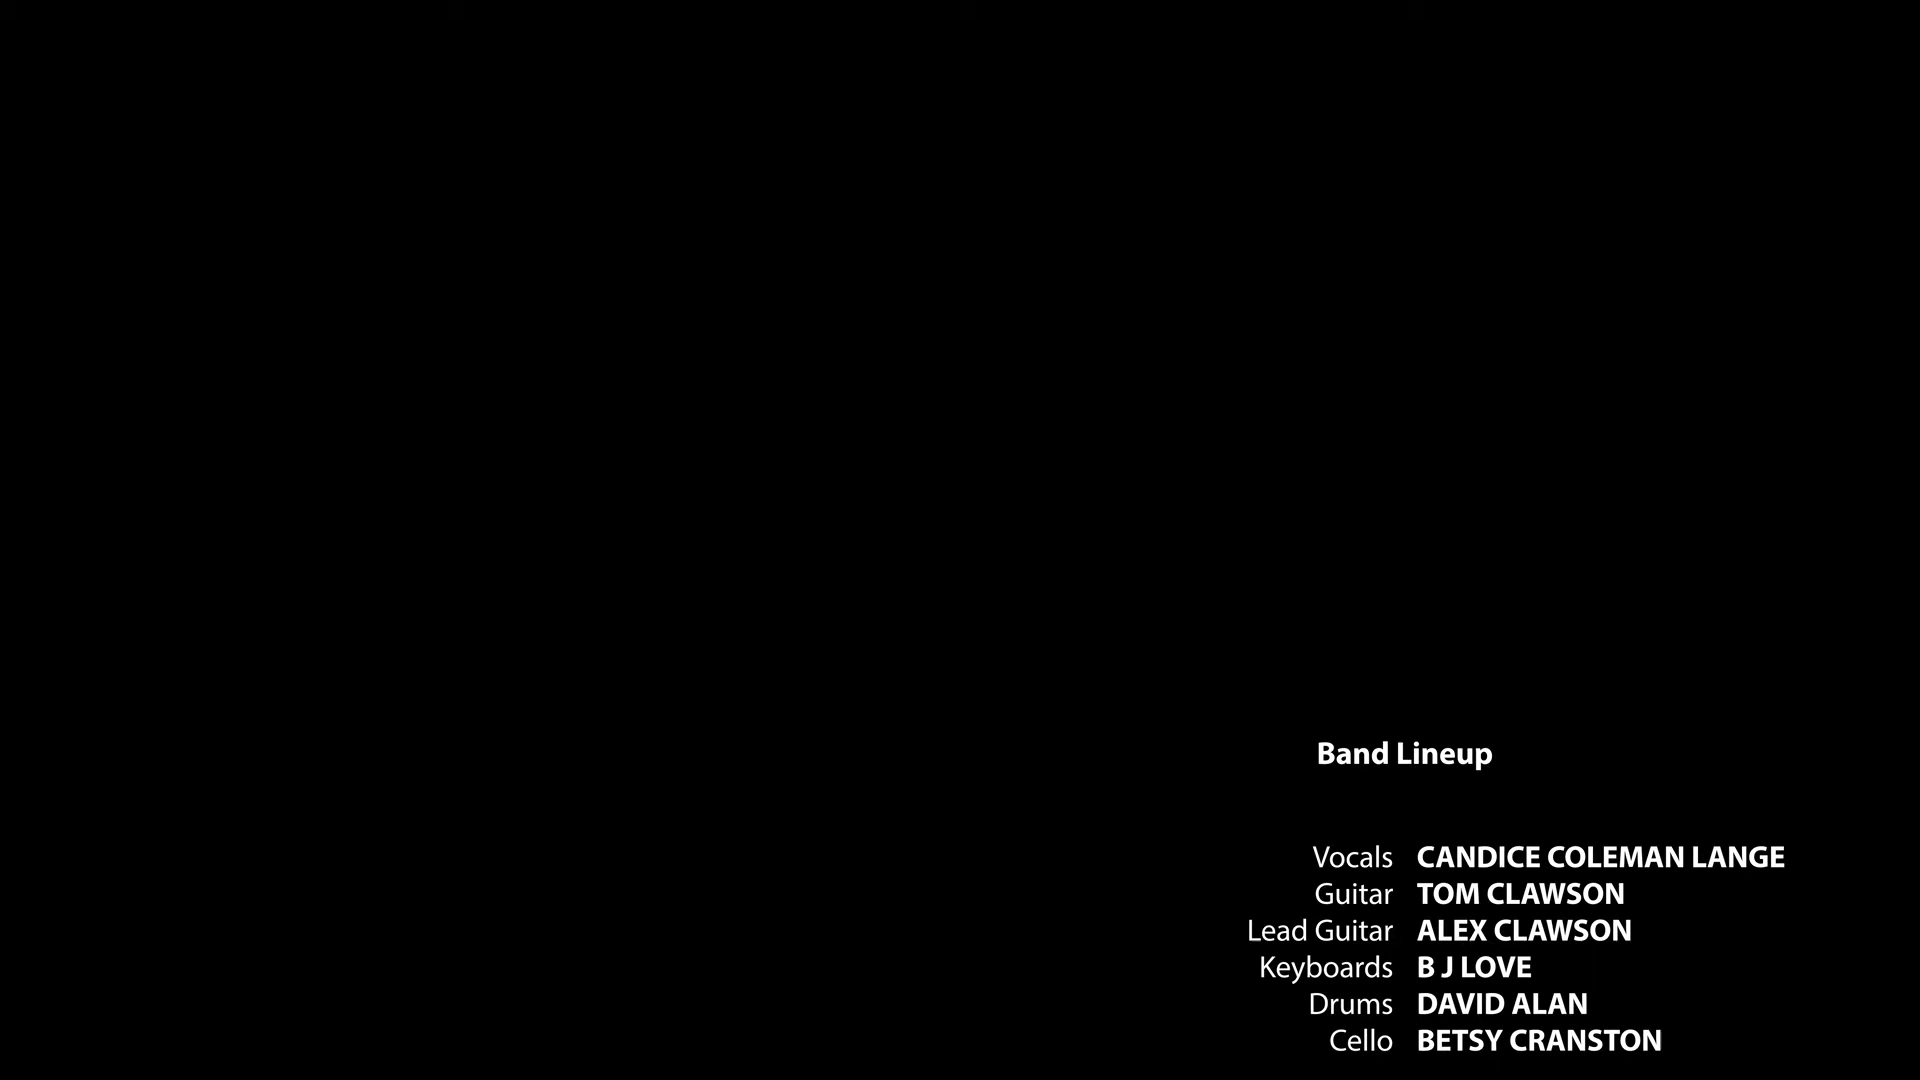 Band Lineup
Vocals CANDICE COLEMAN LANGE
Guitar TOM CLAWSON
Lead Guitar ALEX CLAWSON
Keyboards B J LOVE
Drums DAVID ALAN
Cello BETSY CRANSTON